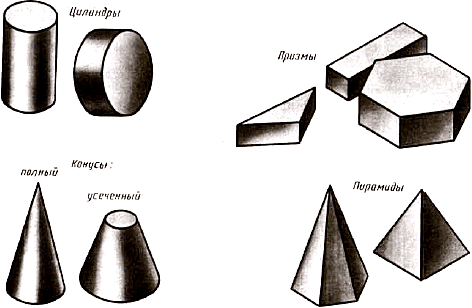 Цилиндры
Призмы
Конусы:
полный
усеченный
Пирамиды